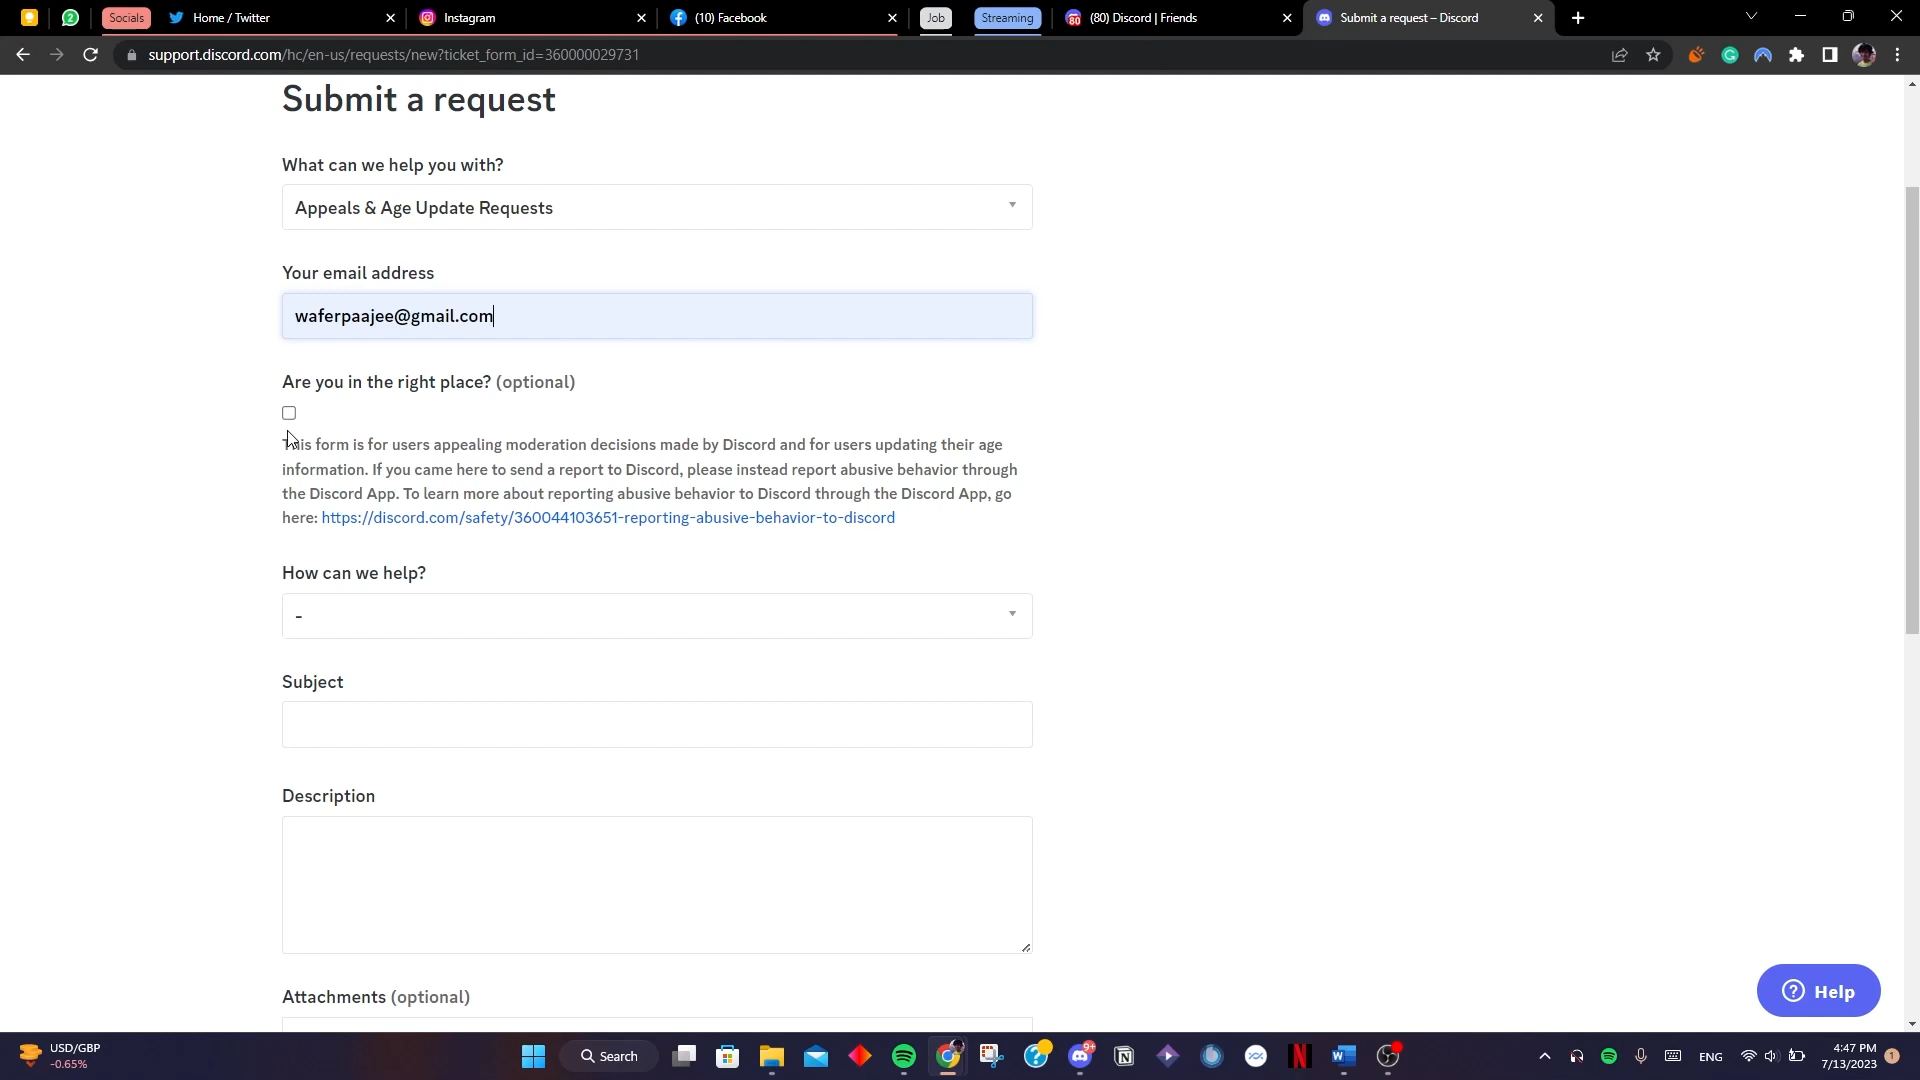 2
Socials
Home / Twitter
Instagram
(10) Facebook
Job
Streaming
80
(80) Discord | Friends
Submit a request – Discord
support.discord.com/hc/en-us/requests/new?ticket_form_id=360000029731
Submit a request
What can we help you with?
Appeals & Age Update Requests
Your email address
waferpaajee@gmail.com
Are you in the right place? (optional)
This form is for users appealing moderation decisions made by Discord and for users updating their age
information. If you came here to send a report to Discord, please instead report abusive behavior through
the Discord App. To learn more about reporting abusive behavior to Discord through the Discord App, go
here: https://discord.com/safety/360044103651-reporting-abusive-behavior-to-discord
How can we help?
-
Subject
Description
Attachments (optional)
Help
USD/GBP
-0.65%
Search
9+
ENG
4:47 PM
7/13/2023
1